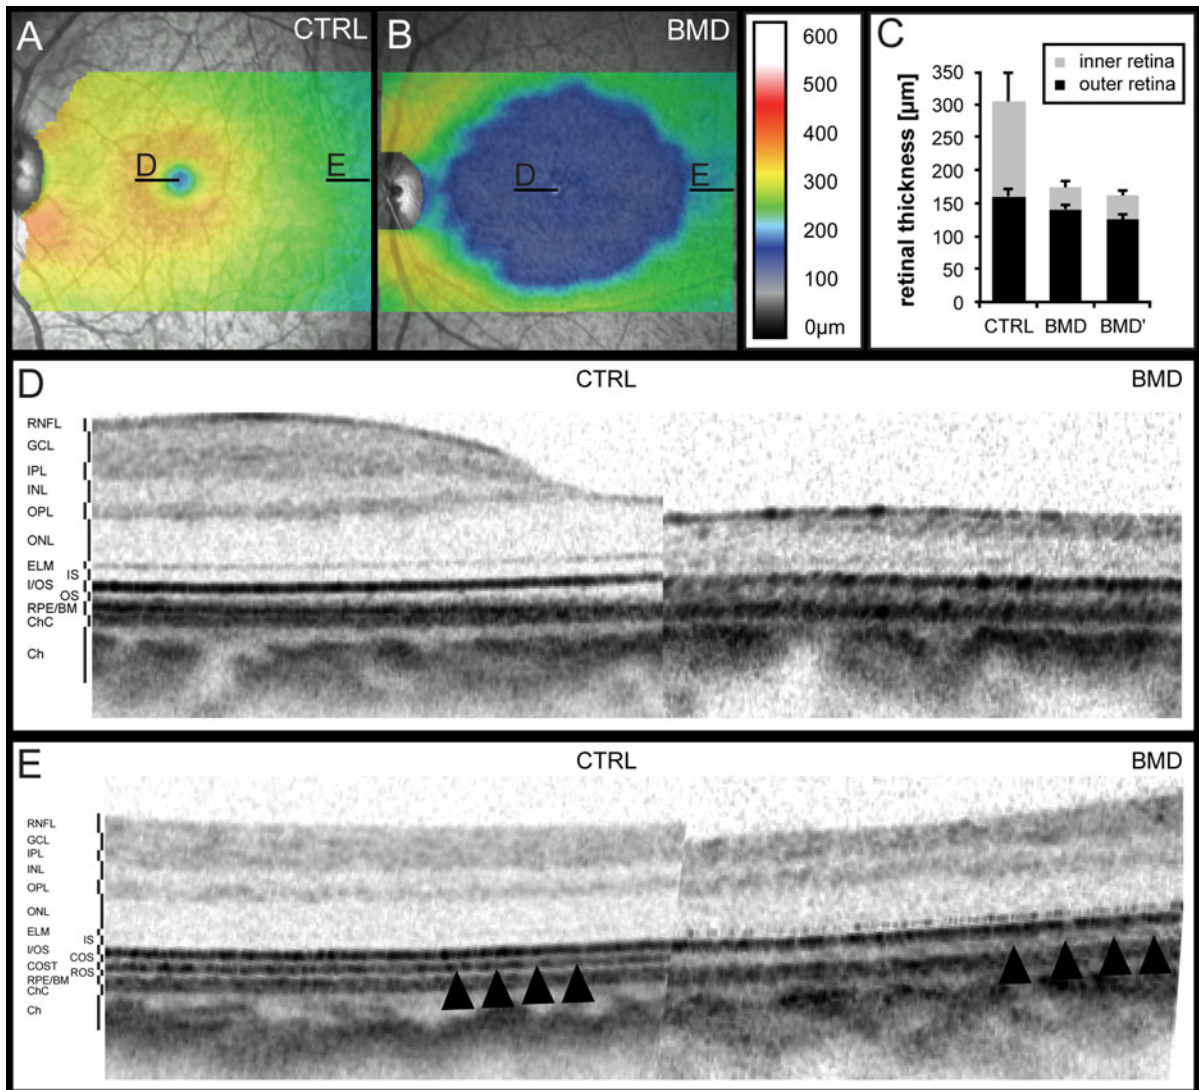 A CTRL
D E
B BMD
D E
600
500
400
300
200
100
0µm
C
inner retina
outer retina
retinal thickness [µm]
350
300
250
200
150
100
50
0
CTRL BMD BMD'
D CTRL BMD
RNFL
GCL
IPL
INL
OPL
ONL
ELM
IS
I/OS
OS
RPE/BM
ChC
Ch
E CTRL BMD
RNFL
GCL
IPL
INL
OPL
ONL
ELM
IS
I/OS
COS
COST
ROS
RPE/BM
ChC
Ch